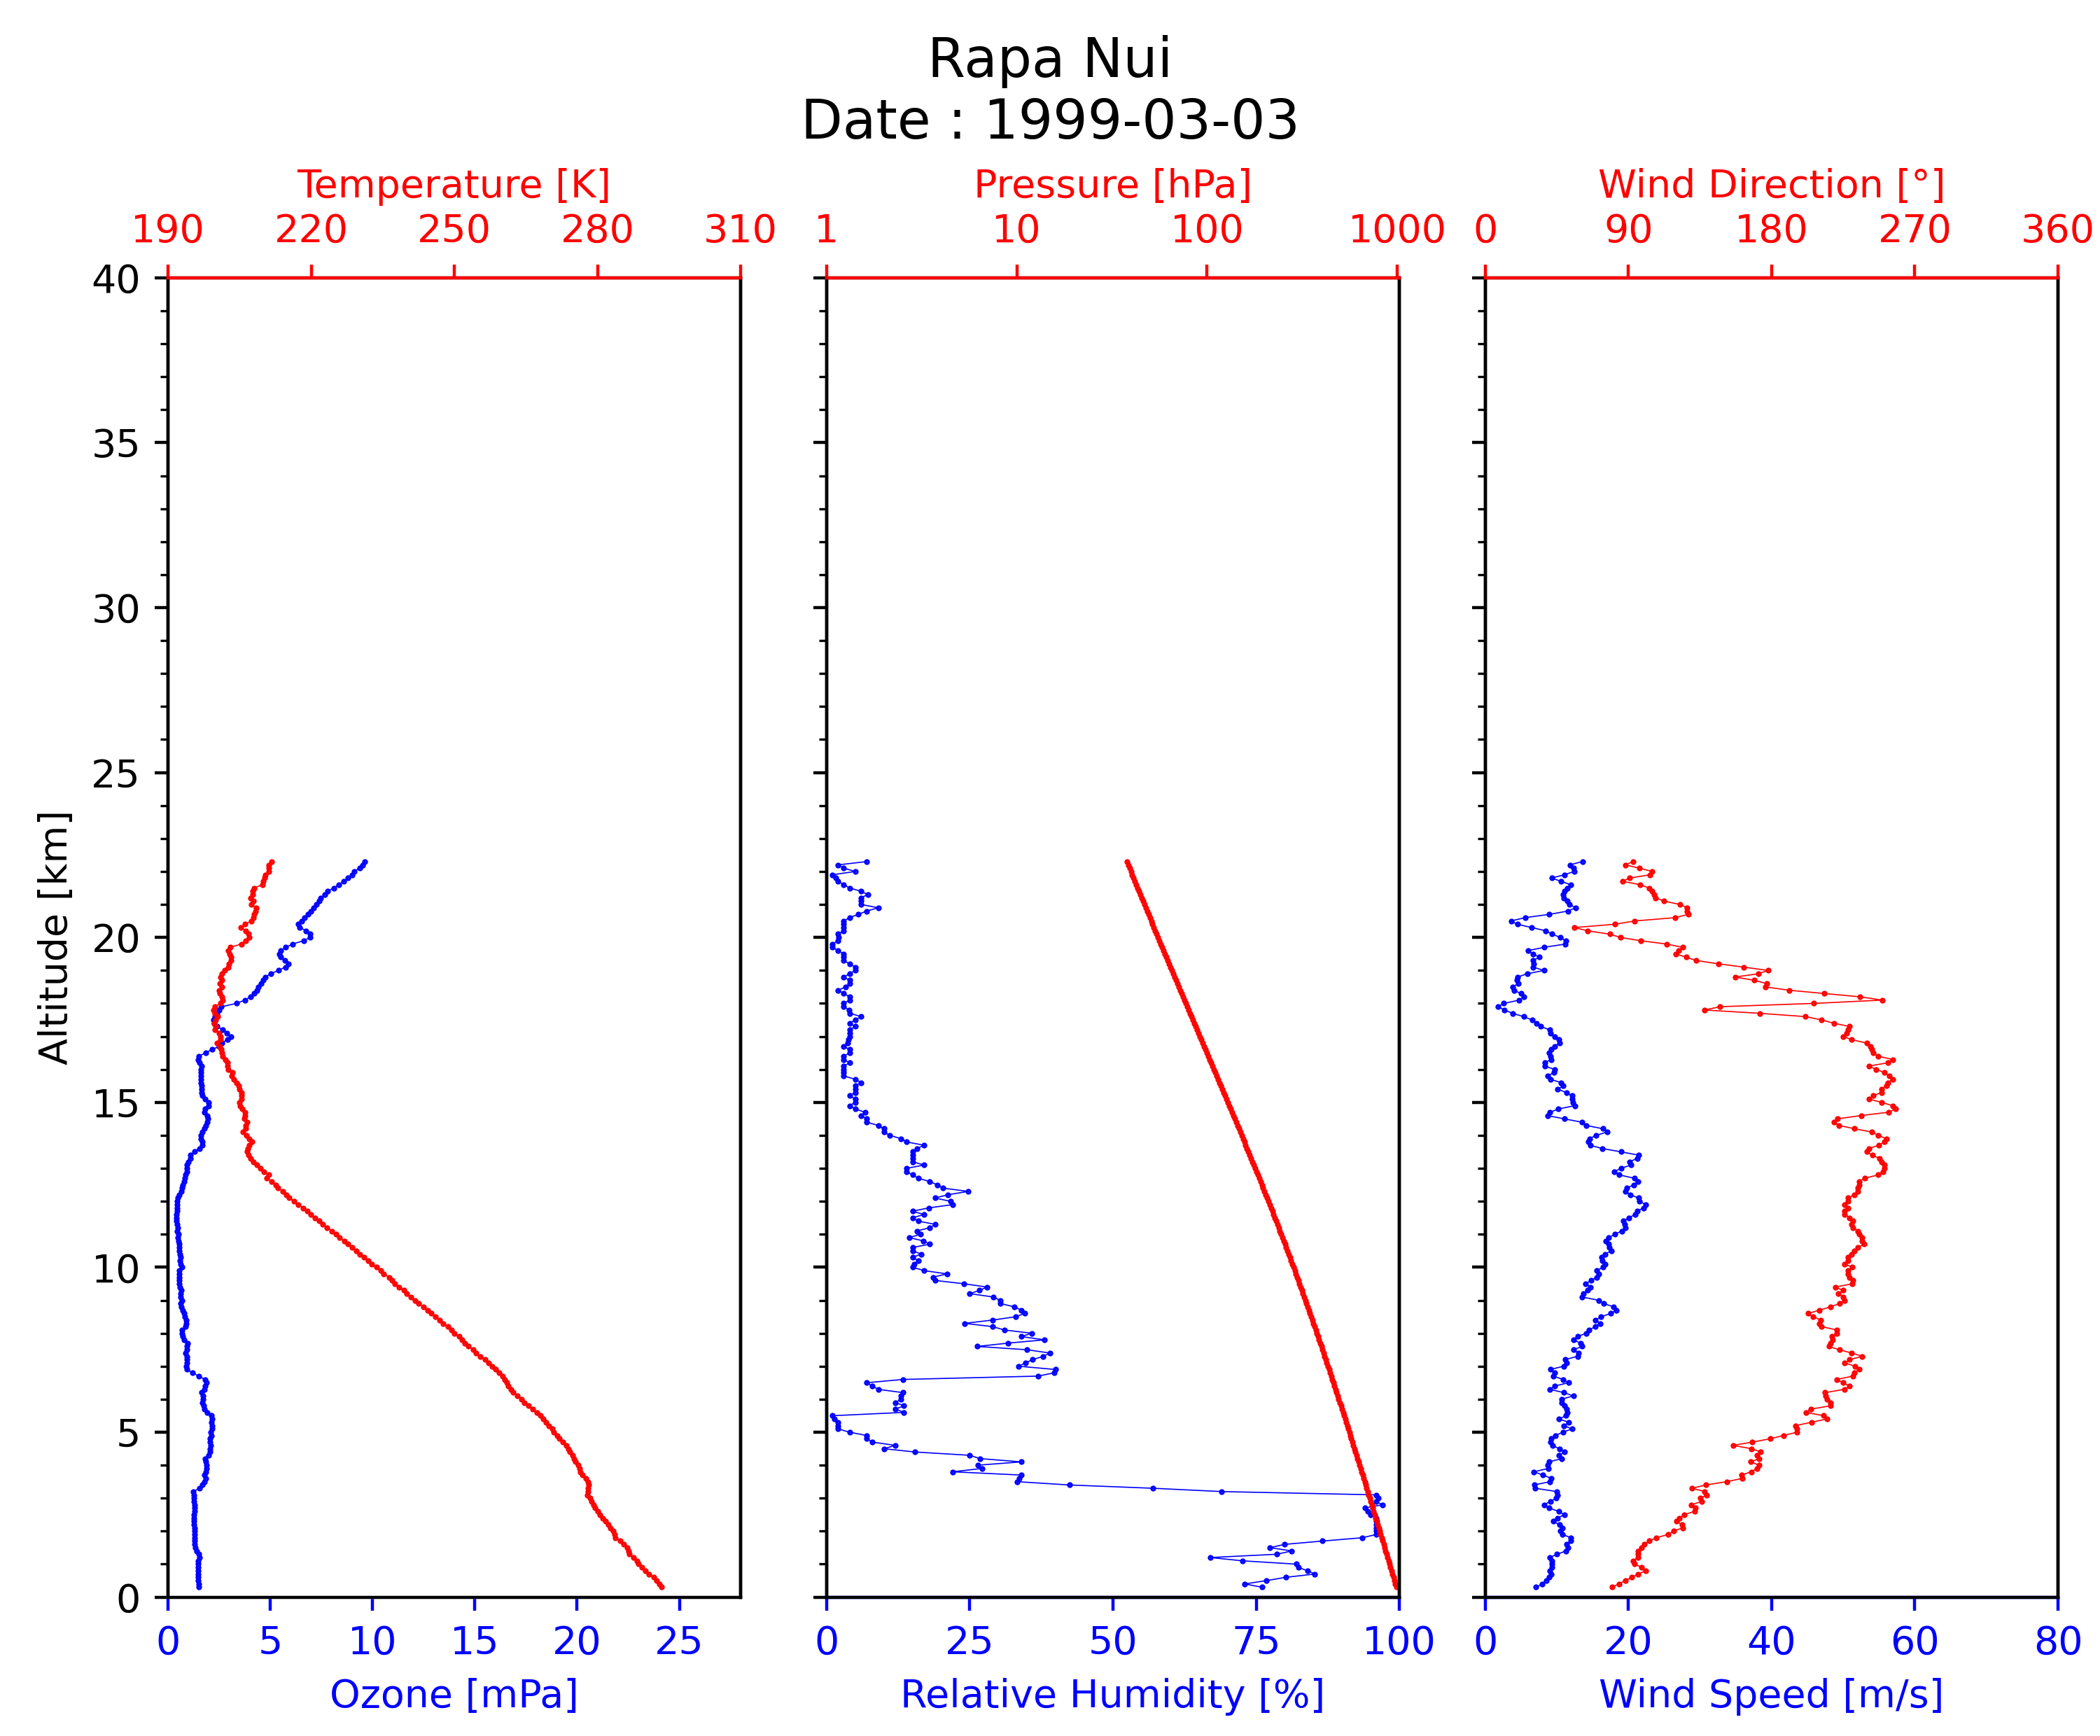 Rapa Nui
Date : 1999-03-03
Temperature [K]
190 220 250 280 310
Pressure [hPa]
1 10 100 1000
Wind Direction [°]
0 90 180 270 360
Altitude [km]
40
35
30
25
20
15
10
5
0
0 5 10 15 20 25
Ozone [mPa]
0 25 50 75 100
Relative Humidity [%]
0 20 40 60 80
Wind Speed [m/s]